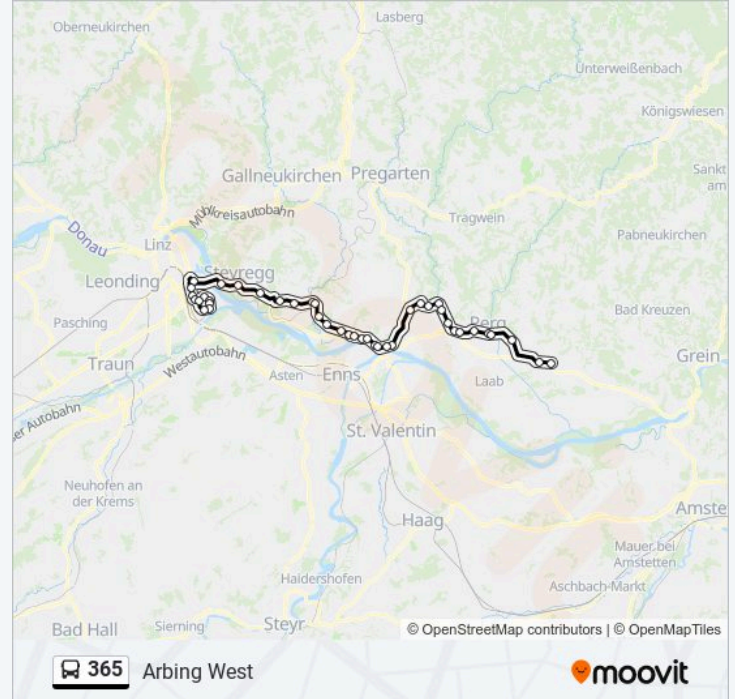 Lasberg
Oberneukirchen
Unterweißenbach
Königswiesen
Gallneukirchen
Pregarten
Sankt
am
Mühlkreisautobahn
Tragwein
Donau
Linz
Pabneukirchen
Leonding
Steyregg
Pasching
Perg
Bad Kreuzen
Westautobahn
Grein
Traum
Asten
Enns
Laab
er Autobahn
St. Valentin
Neuhofen an
der Krems
Amste
Haag
Mauer bei
Amstetten
Haidershofen
Aschbach-Markt
Bad Hall
Sierning
Steyr
© OpenStreetMap contributors | © OpenMapTiles
365 Arbing West
moovit